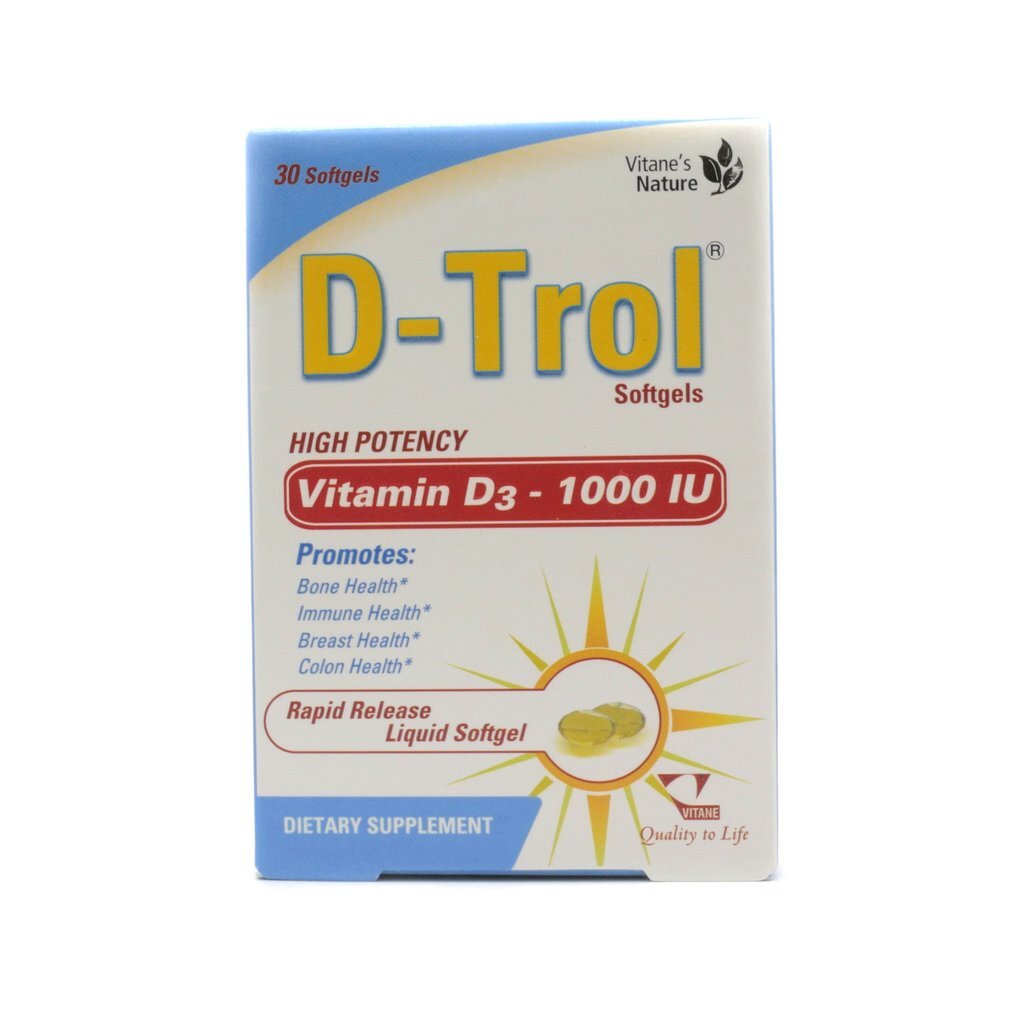 30 Softgels
Vitane's
Nature
D-Trol®
Softgels
HIGH POTENCY
Vitamin D3 - 1000 IU
Promotes:
Bone Health*
Immune Health*
Breast Health*
Colon Health*
Rapid Release
Liquid Softgel
DIETARY SUPPLEMENT
VITANE
Quality to Life